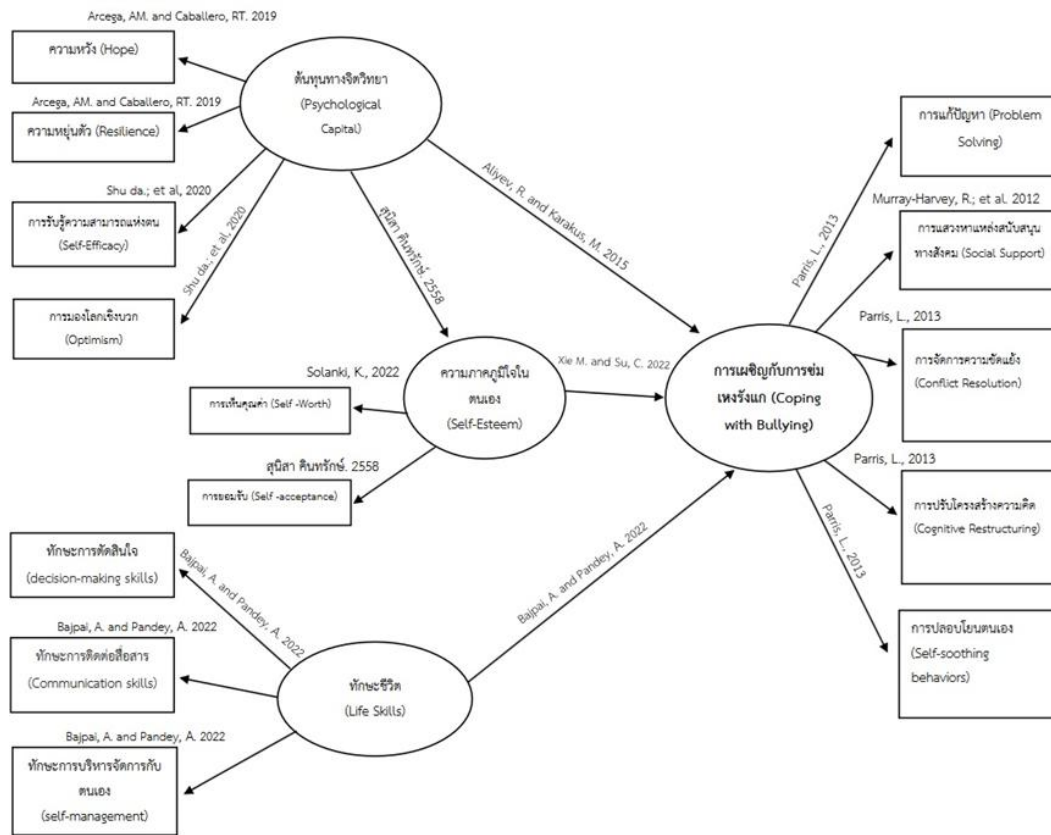 Arcega, AM. and Caballero, RT. 2019
ความหวัง (Hope)
Arcega, AM. and Caballero, RT. 2019
ความหยุ่นตัว (Resilience)
Shu da.; et al, 2020
การรับรู้ความสามารถแห่งตน
(Self-Efficacy)
Shu da.; et al, 2020
การมองโลกเชิงบวก
(Optimism)
ต้นทุนทางจิตวิทยา
(Psychological
Capital)
สุนิสา คินทรักษ์. 2558
Aliyev, R. and Karakus, M. 2015
Solanki, K., 2022
การเห็นคุณค่า (Self -Worth)
สุนิสา คินทรักษ์. 2558
การยอมรับ (Self -acceptance)
ความภาคภูมิใจใน
ตนเอง
(Self-Esteem)
Xie M. and Su, C. 2022
ทักษะการตัดสินใจ
(decision-making skills)
Bajpai, A. and Pandey, A. 2022
Bajpai, A. and Pandey, A. 2022
ทักษะการติดต่อสื่อสาร
(Communication skills)
Bajpai, A. and Pandey, A. 2022
ทักษะการบริหารจัดการกับ
ตนเอง
(self-management)
ทักษะชีวิต
(Life Skills)
Bajpai, A. and Pandey, A. 2022
การเผชิญกับการข่ม
เหงรังแก (Coping
with Bullying)
Parris, L., 2013
การแก้ปัญหา (Problem
Solving)
Murray-Harvey, R.; et al. 2012
การแสวงหาแหล่งสนับสนุน
ทางสังคม (Social Support)
Parris, L., 2013
การจัดการความขัดแย้ง
(Conflict Resolution)
Parris, L., 2013
การปรับโครงสร้างความคิด
(Cognitive Restructuring)
Parris, L., 2013
การปลอบโยนตนเอง
(Self-soothing
behaviors)